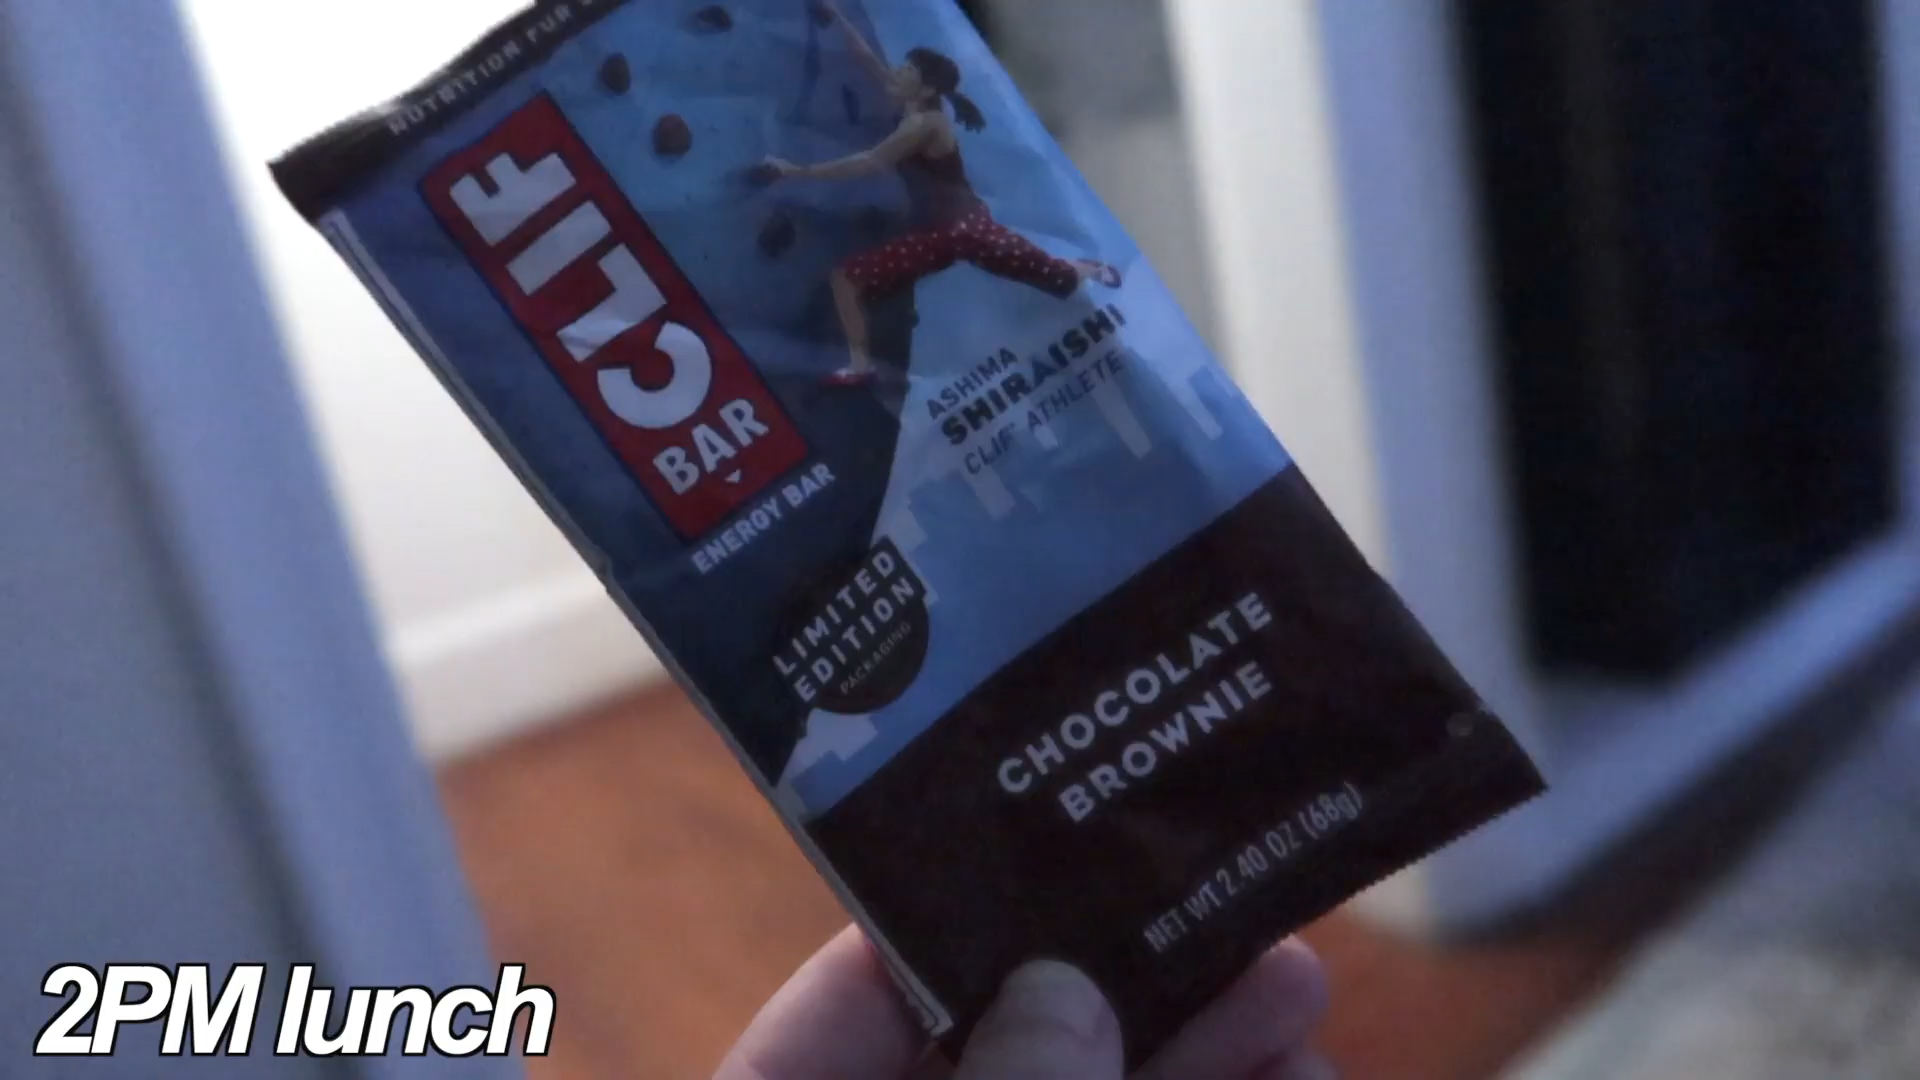 NUTRITION FOR
CLIF
BAR
ENERGY BAR
ASHIMA
SHIRAISHI
CLIF® ATHLETE
LIMITED
EDITION
PACKAGING
CHOCOLATE
BROWNIE
NET WT 2.40 OZ (68g)
2PM lunch